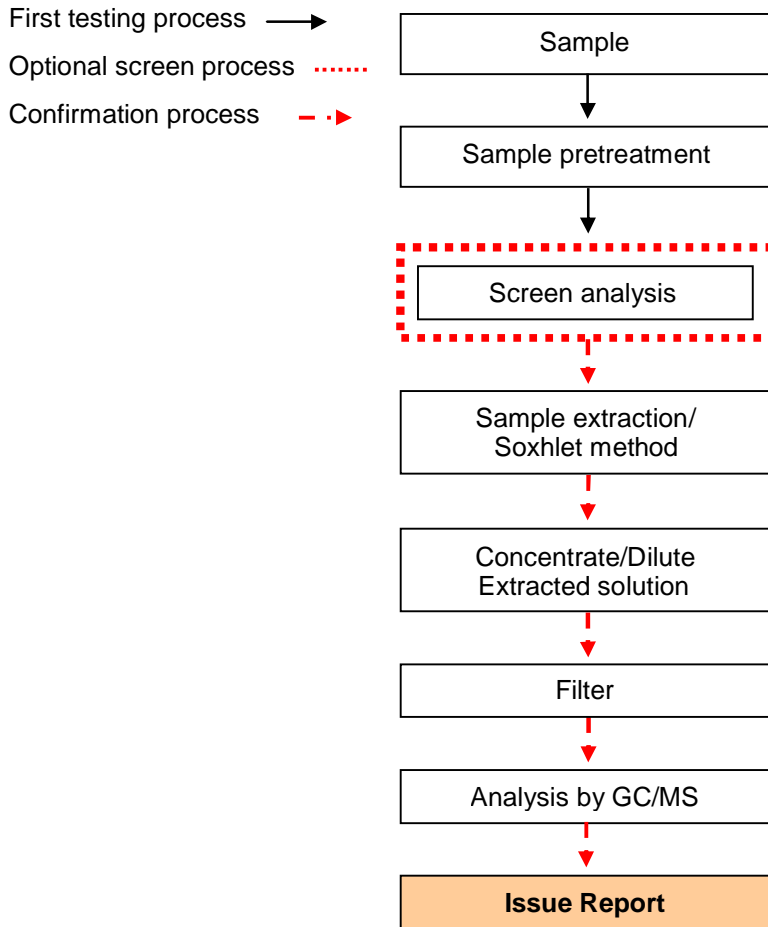 First testing process
Optional screen process
Confirmation process
Sample
Sample pretreatment
Screen analysis
Sample extraction/
Soxhlet method
Concentrate/Dilute
Extracted solution
Filter
Analysis by GC/MS
Issue Report